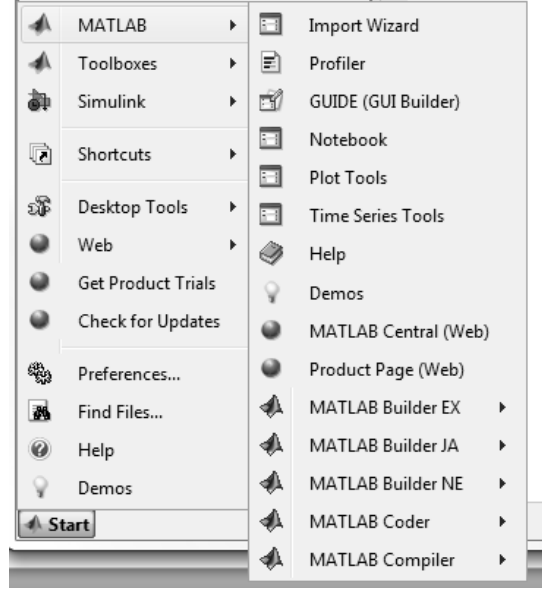 MATLAB
Toolboxes
Simulink
Shortcuts
Desktop Tools
Web
Get Product Trials
Check for Updates
Preferences...
Find Files...
Help
Demos
Start
Import Wizard
Profiler
GUIDE (GUI Builder)
Notebook
Plot Tools
Time Series Tools
Help
Demos
MATLAB Central (Web)
Product Page (Web)
MATLAB Builder EX
MATLAB Builder JA
MATLAB Builder NE
MATLAB Coder
MATLAB Compiler